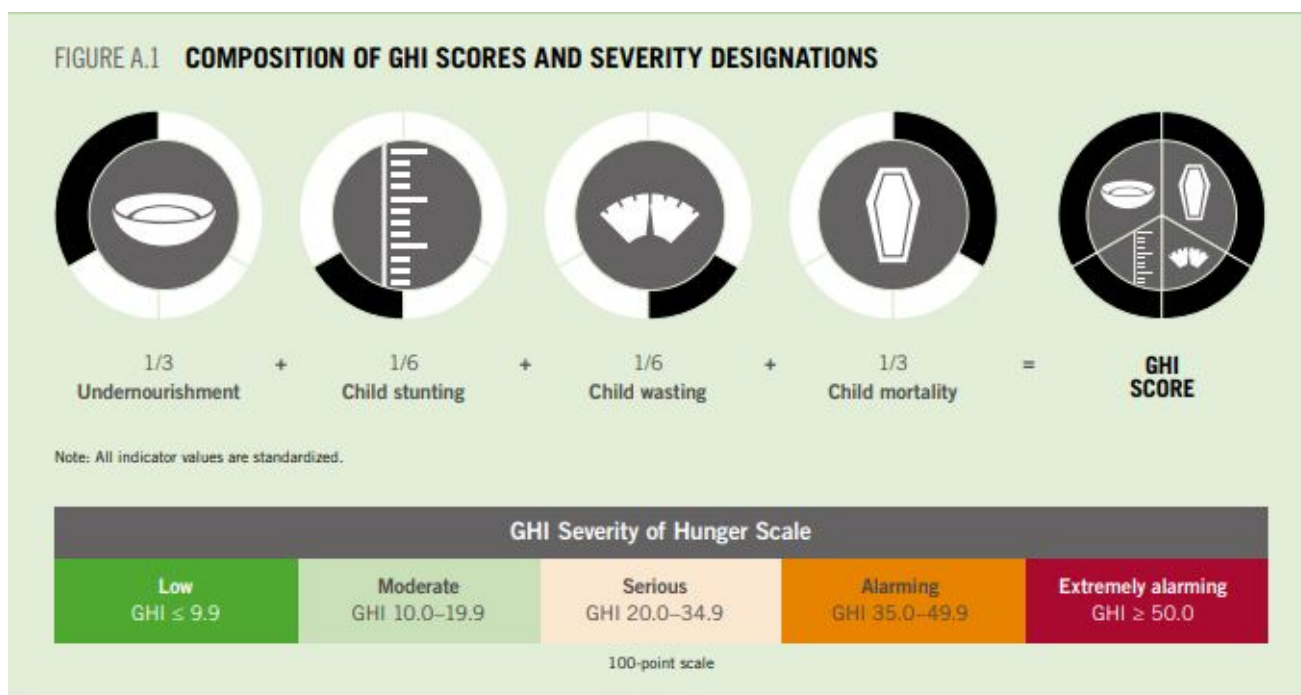 FIGURE A.1 COMPOSITION OF GHI SCORES AND SEVERITY DESIGNATIONS
1/3 + 1/6 + 1/6 + 1/3 = GHI
Undernourishment Child stunting Child wasting Child mortality SCORE
Note: All indicator values are standardized.
GHI Severity of Hunger Scale
Low Moderate Serious Alarming Extremely alarming
GHI ≤ 9.9 GHI 10.0–19.9 GHI 20.0–34.9 GHI 35.0–49.9 GHI ≥ 50.0
100-point scale